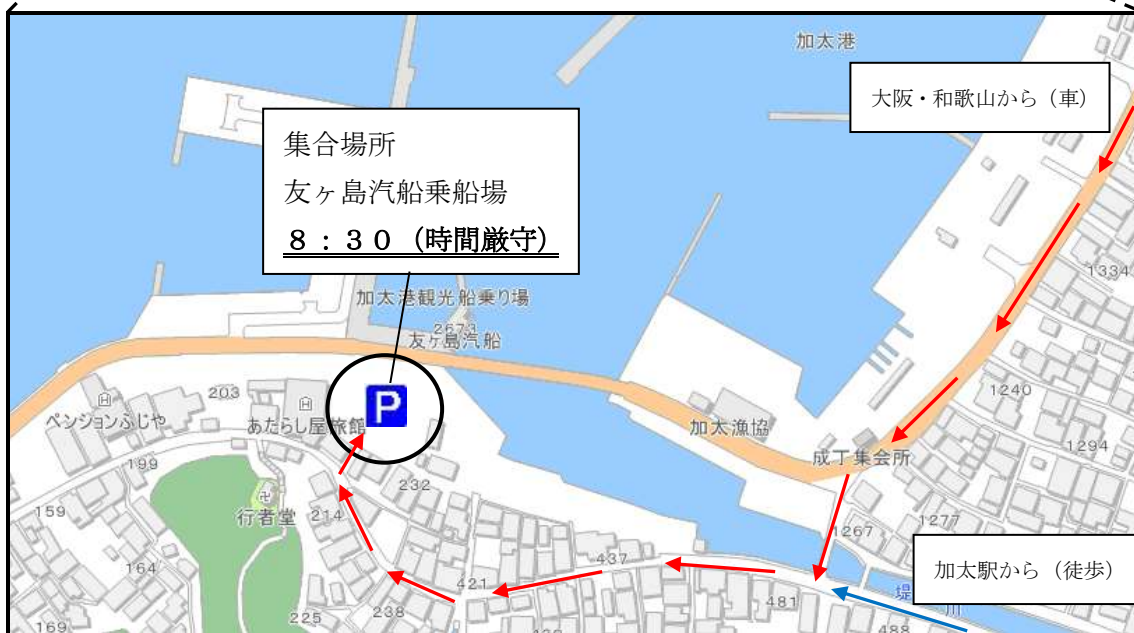 加太港
大阪・和歌山から（車）
集合場所
友ヶ島汽船乗船場
８：３０（時間厳守）
1334
加太港観光船乗り場
2673
友ヶ島汽船
P
203
ペンションふじや
あだらし屋旅館
加太漁協
1240
成丁集会所
1294
199
159
行者堂
214
232
1267
1277
164
437
加太駅から（徒歩）
421
481
堤
川
169
225
238
488